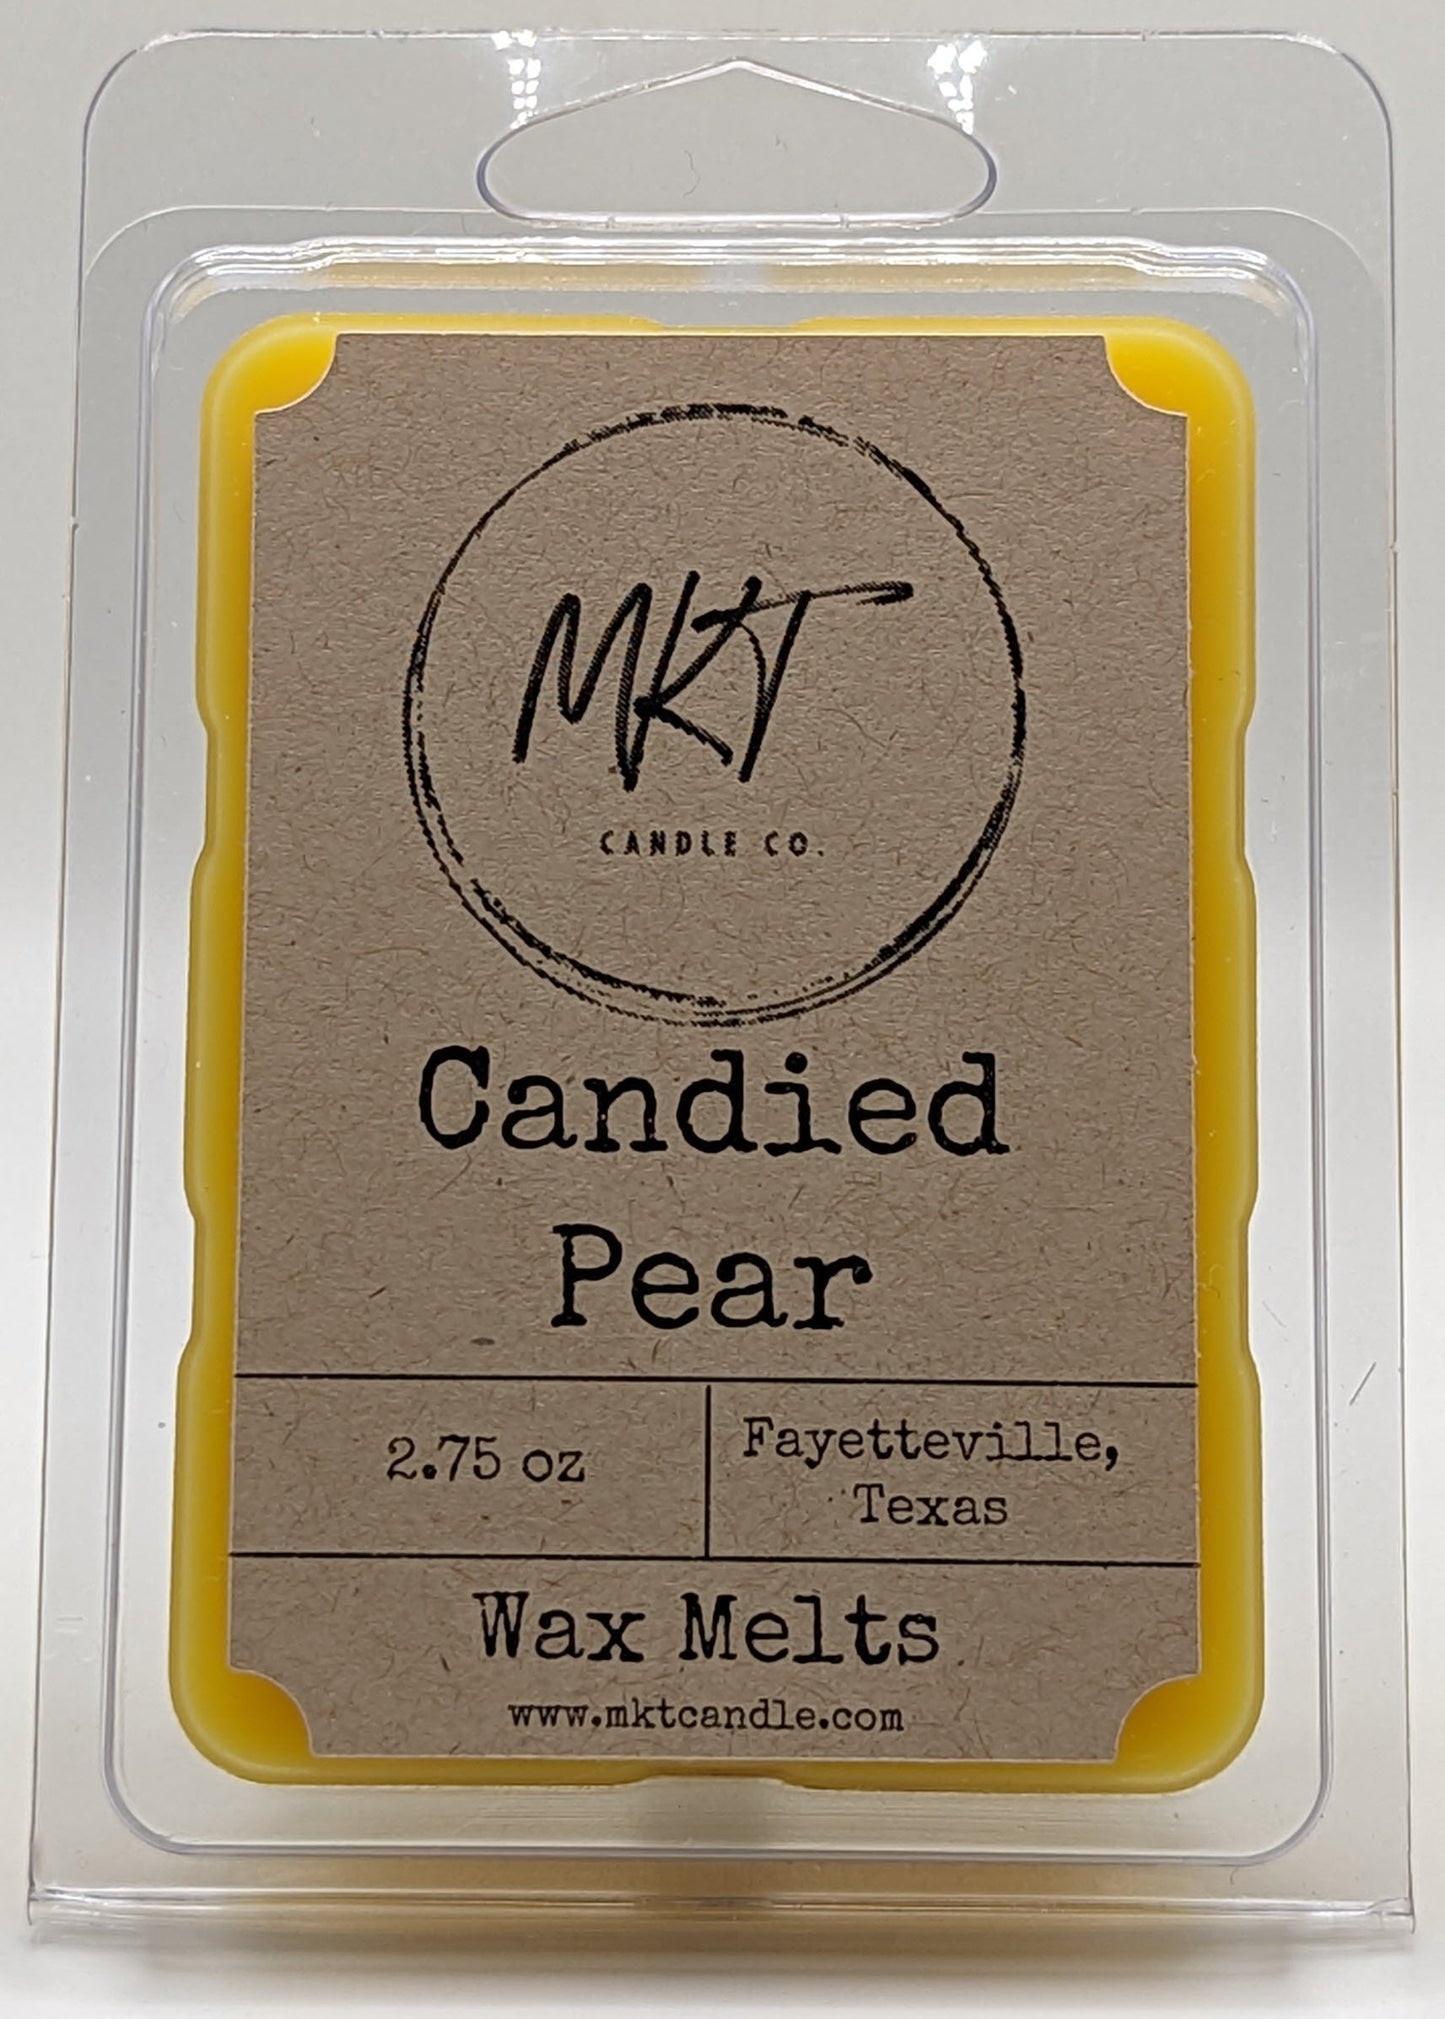 MKT
CANDLE CO.
Candied
Pear
2.75 oz
Fayetteville,
Texas
Wax Melts
www.mktcandle.com